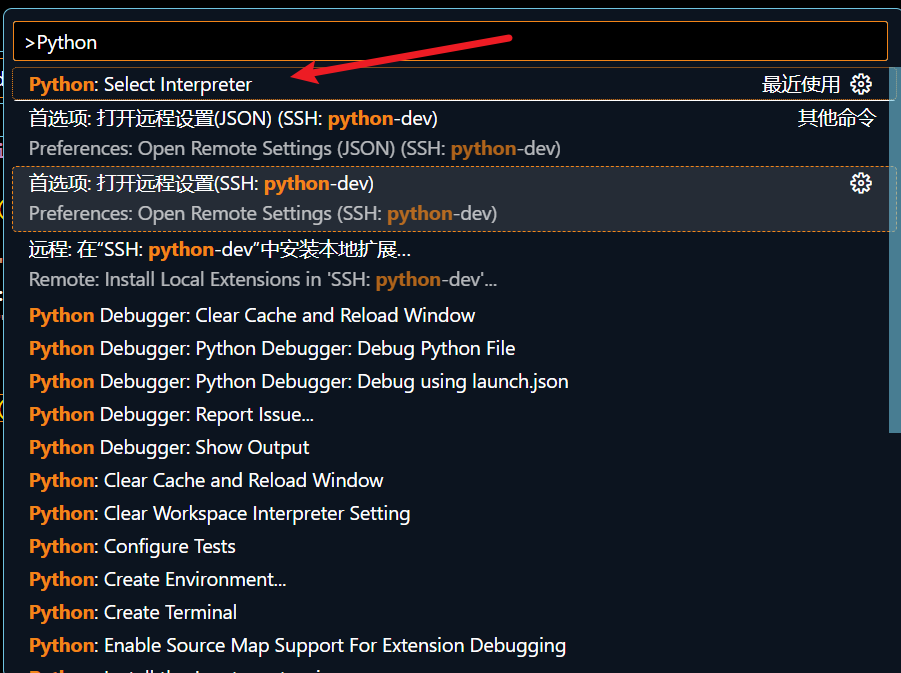 >Python
Python: Select Interpreter 最近使用
首选项: 打开远程设置(JSON) (SSH: python-dev) 其他命令
Preferences: Open Remote Settings (JSON) (SSH: python-dev)
首选项: 打开远程设置(SSH: python-dev)
Preferences: Open Remote Settings (SSH: python-dev)
远程: 在“SSH: python-dev”中安装本地扩展...
Remote: Install Local Extensions in 'SSH: python-dev'...
Python Debugger: Clear Cache and Reload Window
Python Debugger: Python Debugger: Debug Python File
Python Debugger: Python Debugger: Debug using launch.json
Python Debugger: Report Issue...
Python Debugger: Show Output
Python: Clear Cache and Reload Window
Python: Clear Workspace Interpreter Setting
Python: Configure Tests
Python: Create Environment...
Python: Create Terminal
Python: Enable Source Map Support For Extension Debugging